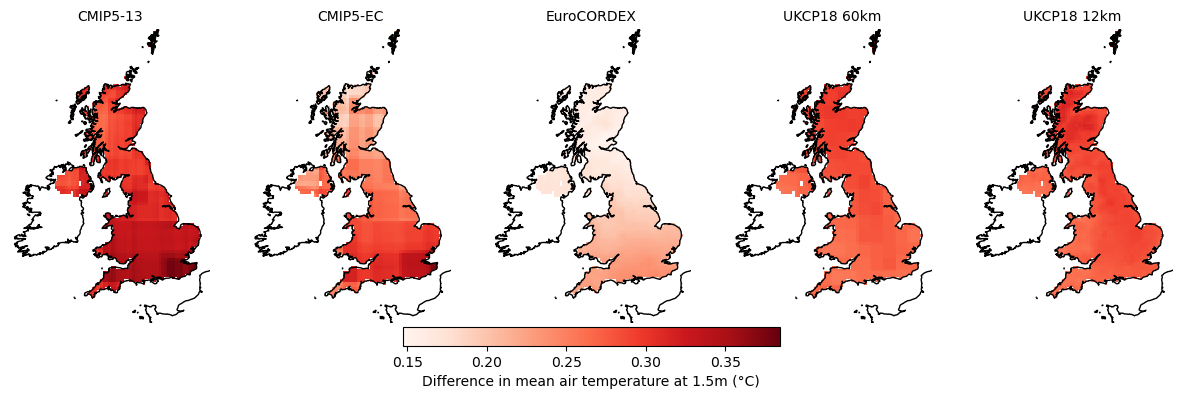 CMIP5-13
CMIP5-EC
EuroCORDEX
UKCP18 60km
UKCP18 12km
0.15
0.20
0.25
0.30
0.35
Difference in mean air temperature at 1.5m (°C)